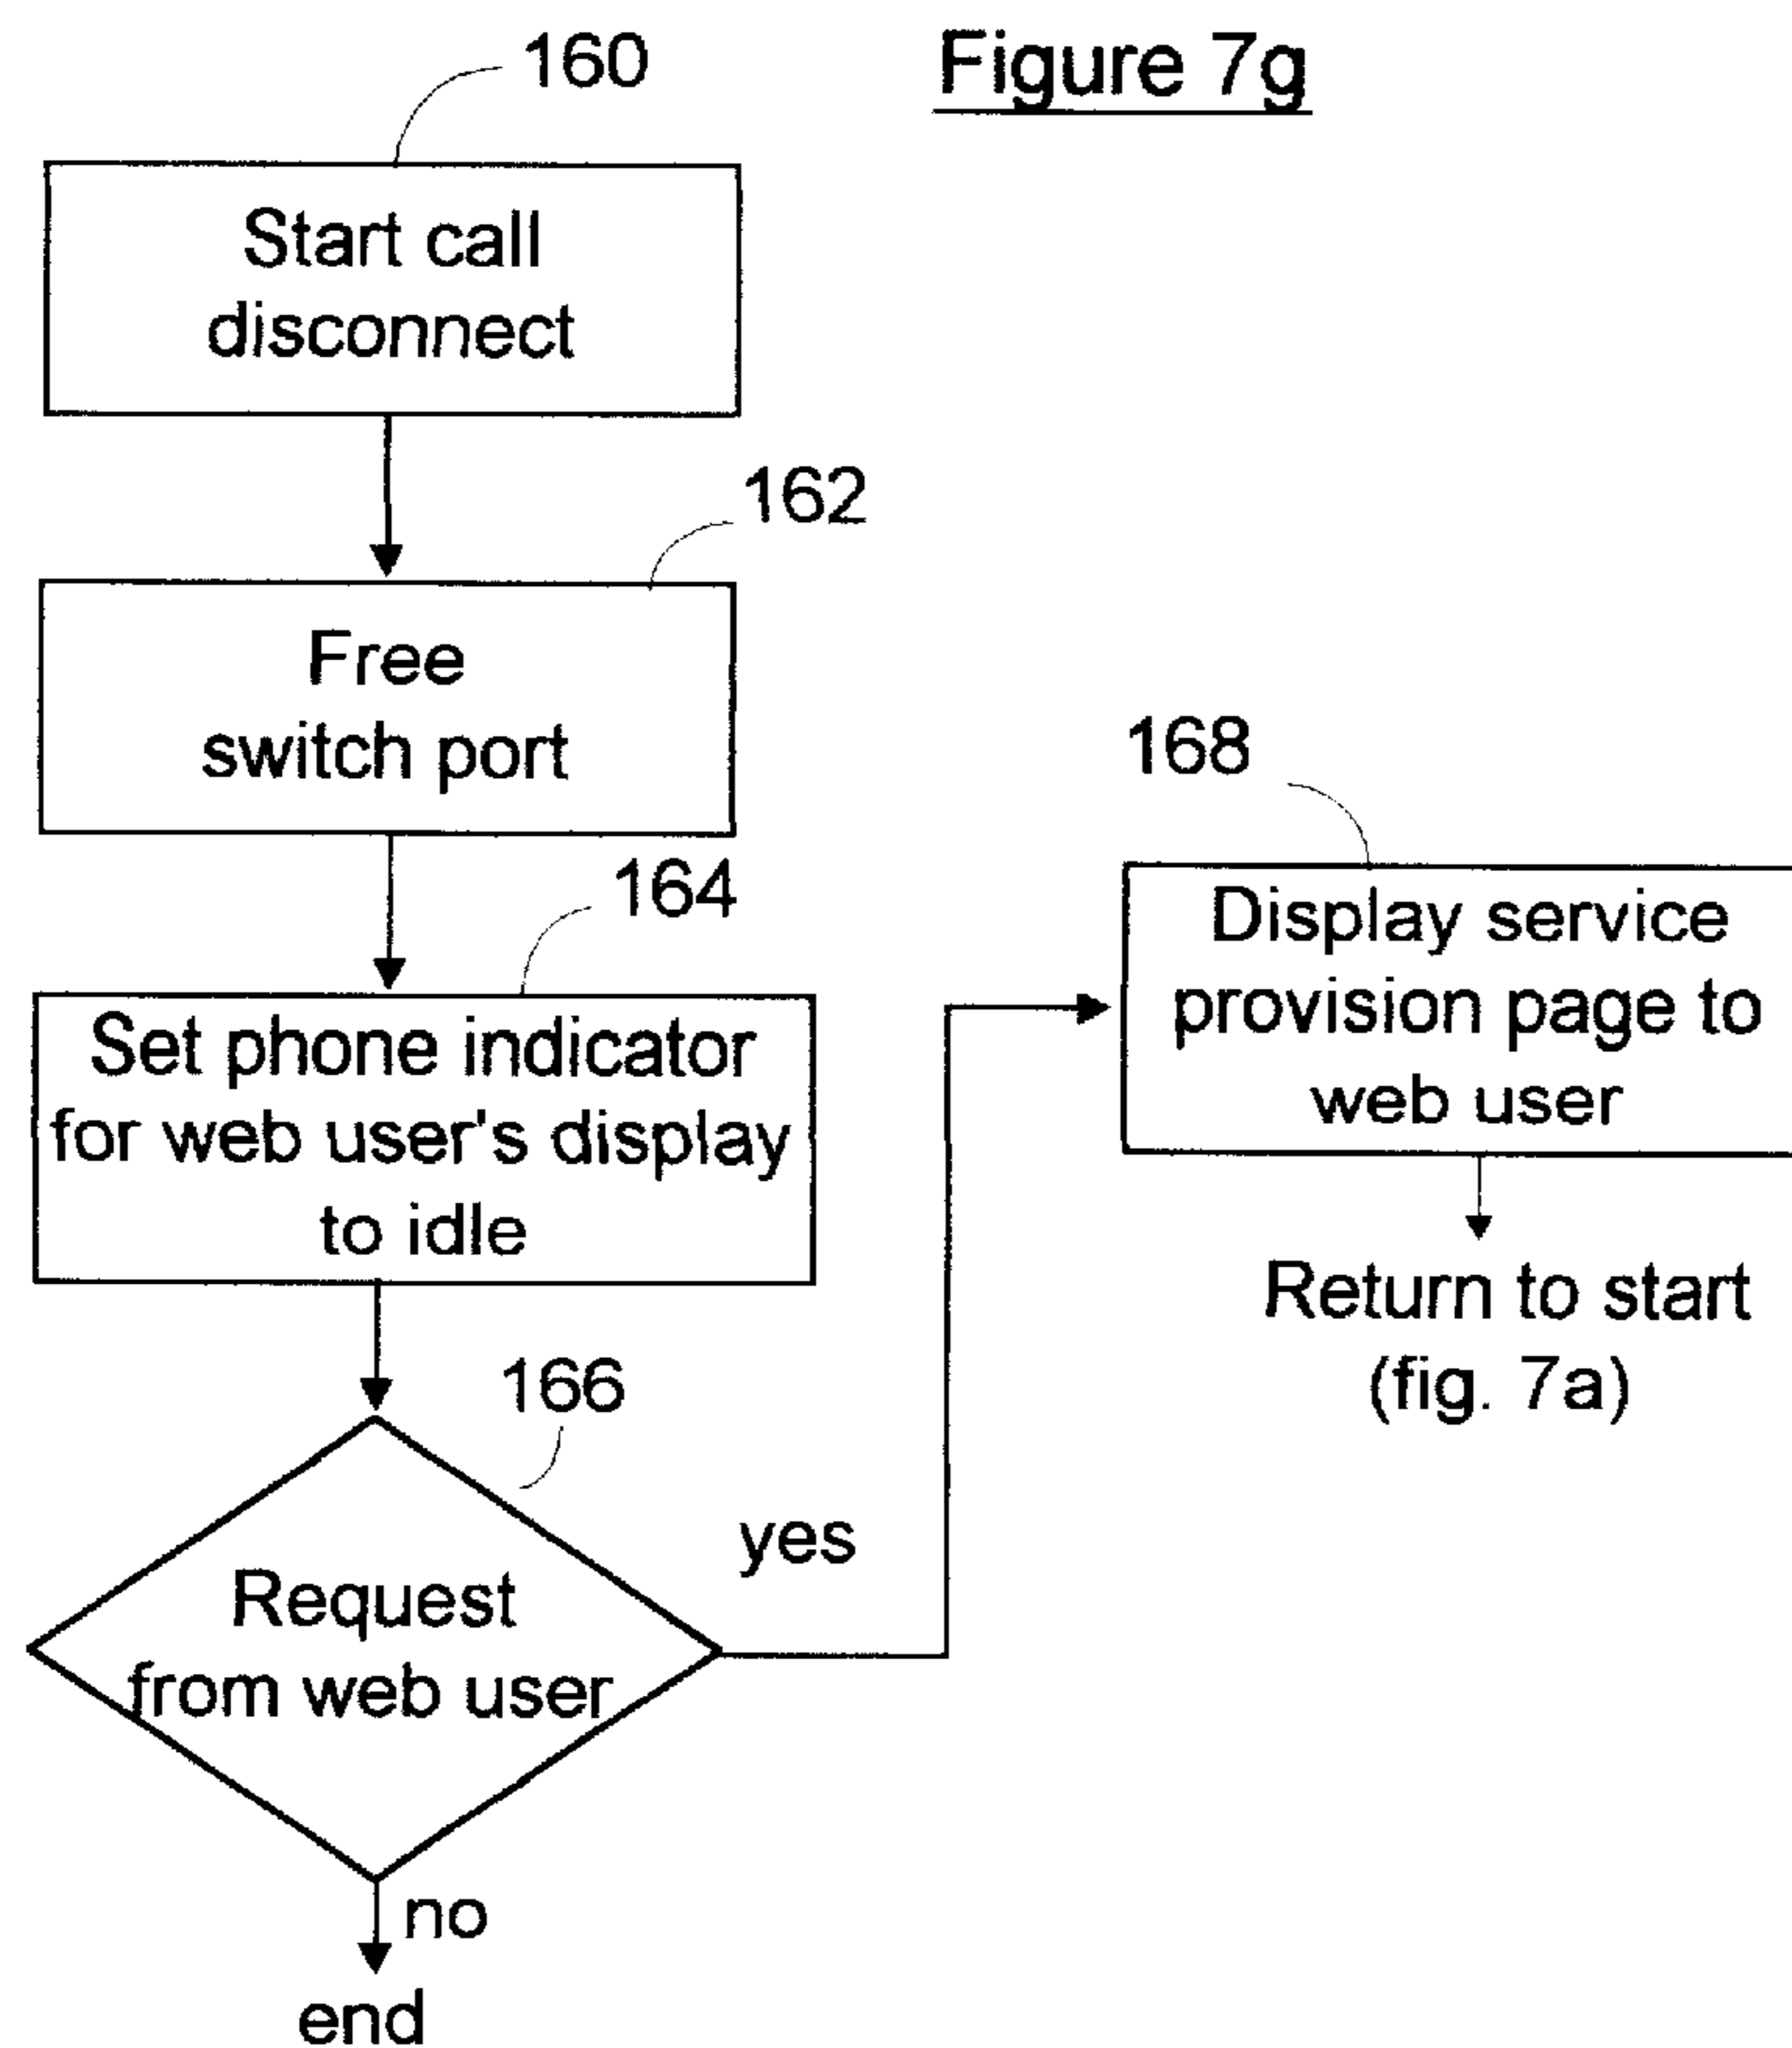 Figure 7g
160
Start call
disconnect
162
Free
switch port
164
Set phone indicator
for web user's display
to idle
166
Request
from web user
yes
no
end
168
Display service
provision page to
web user
Return to start
(fig. 7a)